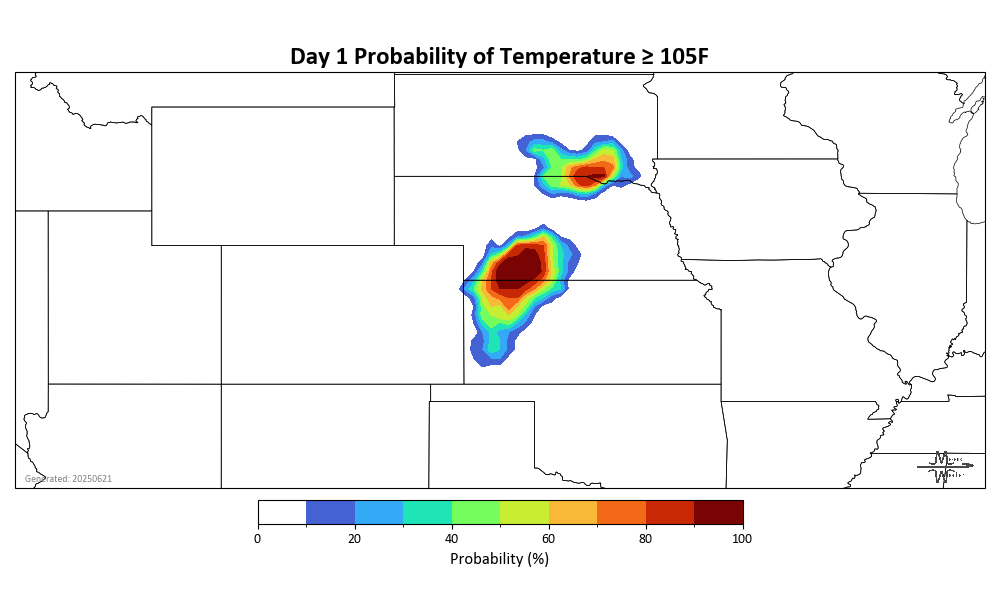 Day 1 Probability of Temperature ≥ 105F
Generated: 20250621
0 20 40 60 80 100
Probability (%)